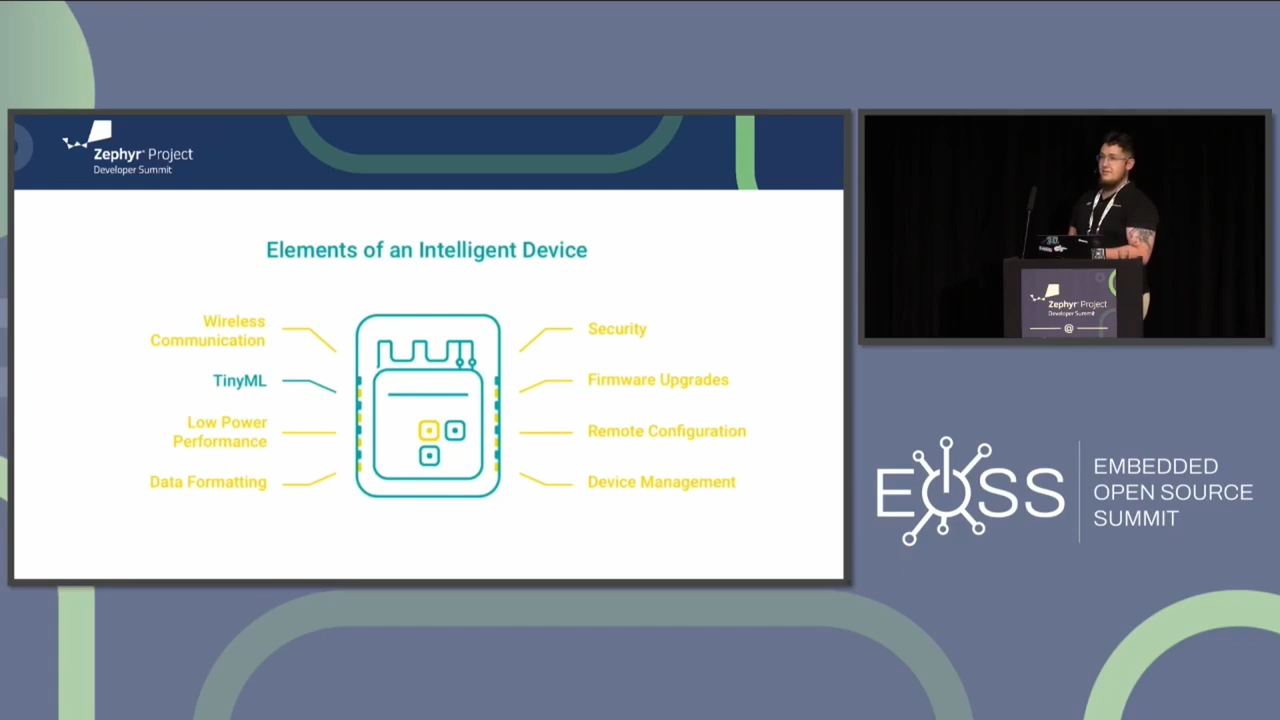 Zephyr® Project
Developer Summit
Elements of an Intelligent Device
Wireless
Communication
TinyML
Low Power
Performance
Data Formatting
Security
Firmware Upgrades
Remote Configuration
Device Management
Zephyr® Project
Developer Summit
@
EOSS
EMBEDDED
OPEN SOURCE
SUMMIT